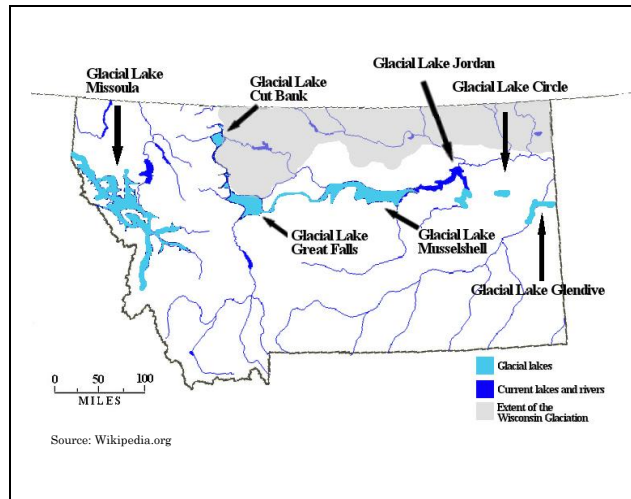 Glacial Lake
Missoula
Glacial Lake
Cut Bank
Glacial Lake Jordan
Glacial Lake Circle
Glacial Lake
Great Falls
Glacial Lake
Musselshell
Glacial Lake Glendive
0 50 100
MILES
Glacial lakes
Current lakes and rivers
Extent of the
Wisconsin Glaciation
Source: Wikipedia.org